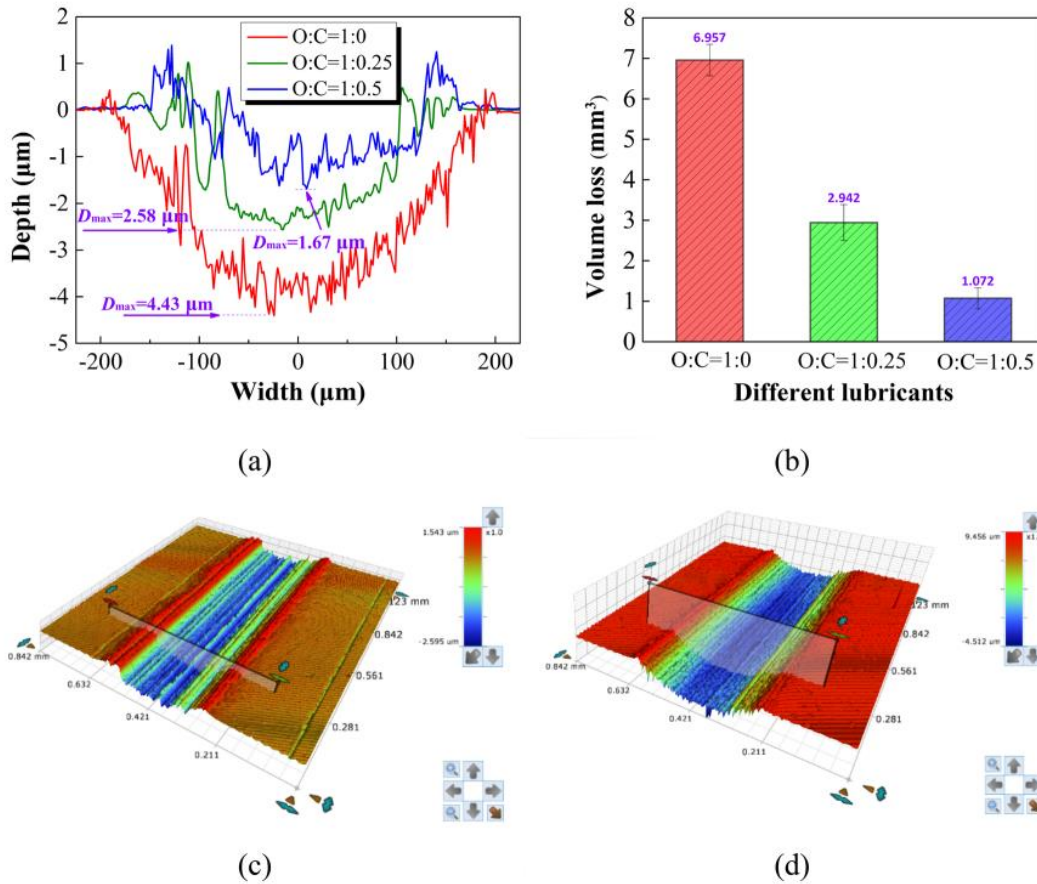 2
1
0
-1
-2
-3
-4
-5
Depth (μm)
O:C=1:0
O:C=1:0.25
O:C=1:0.5
Dmax=2.58 μm
Dmax=1.67 μm
Dmax=4.43 μm
-200 -100 0 100 200
Width (μm)
(a)
8
7
6
5
4
3
2
1
0
Volume loss (mm³)
6.957
2.942
1.072
O:C=1:0 O:C=1:0.25 O:C=1:0.5
Different lubricants
(b)
1.543 um
x1.0
-2.595 um
123 mm
0.842
0.561
0.281
0.842 mm
0.632
0.421
0.211
(c)
9.456 um
x1.
-4.512 um
123 mm
0.842
0.561
0.281
0.842 mm
0.632
0.421
0.211
(d)